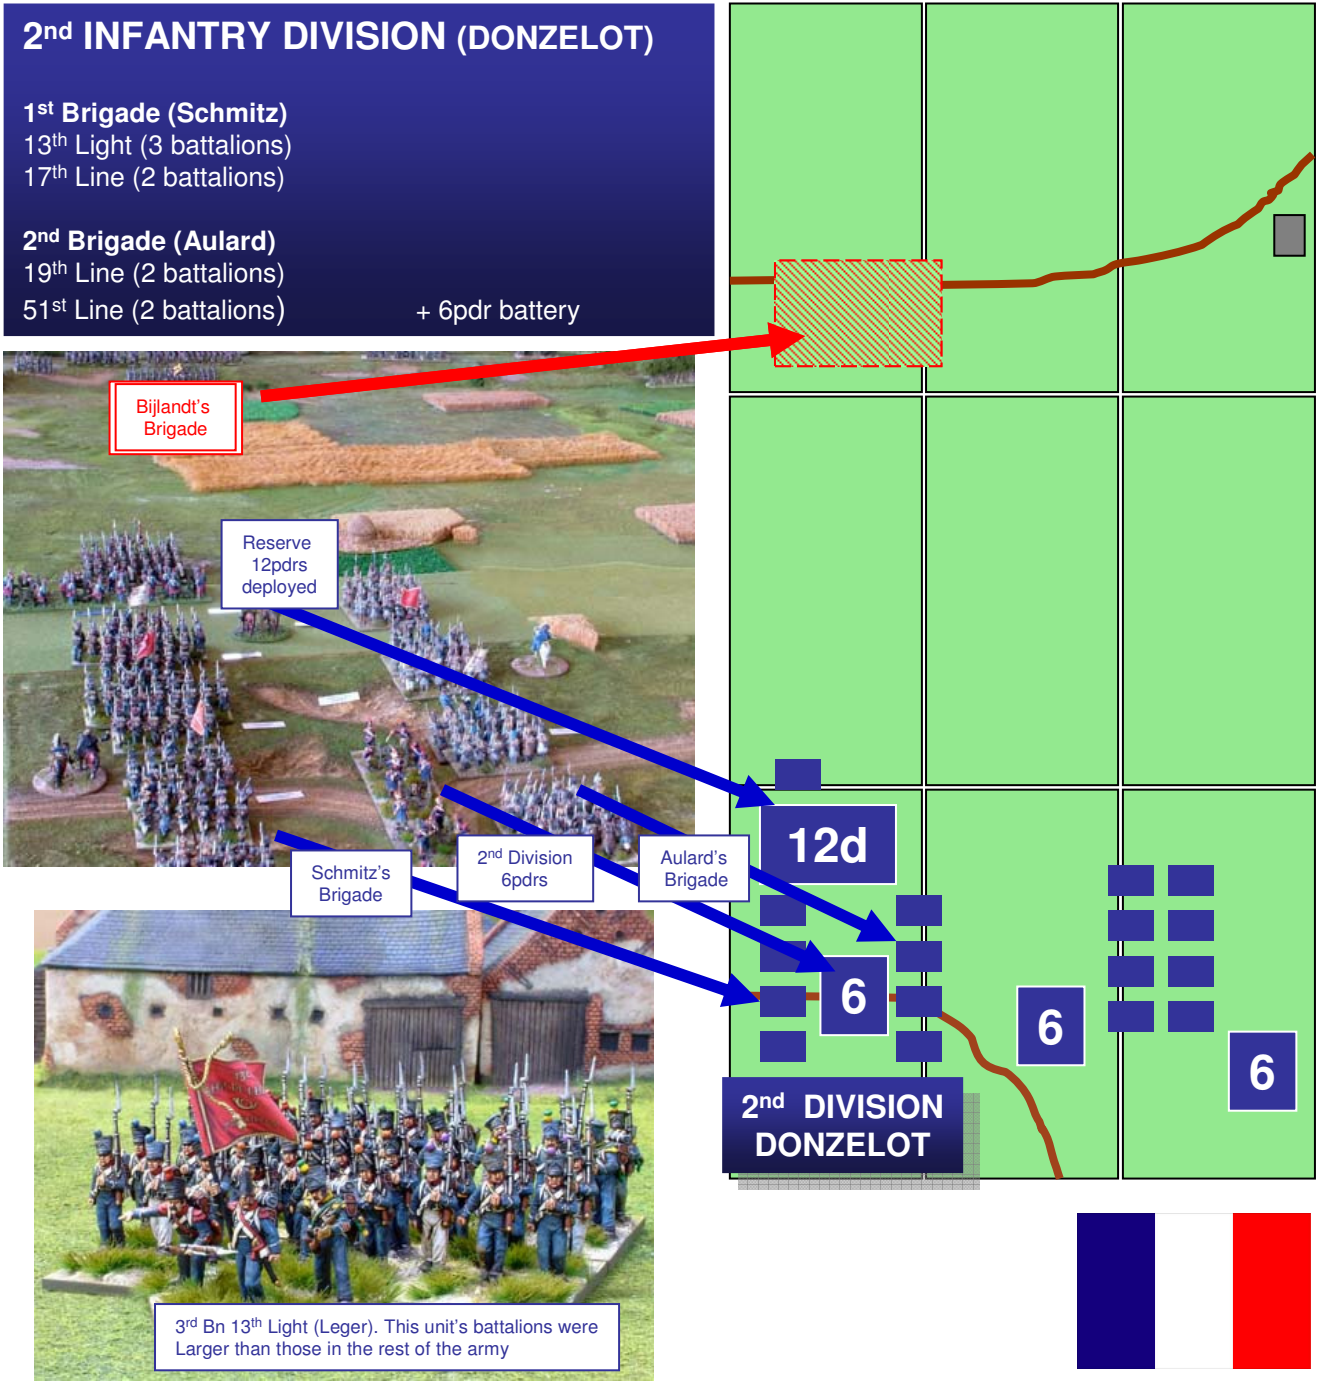 2nd INFANTRY DIVISION (DONZELOT)
1st Brigade (Schmitz)
13th Light (3 battalions)
17th Line (2 battalions)
2nd Brigade (Aulard)
19th Line (2 battalions)
51st Line (2 battalions) + 6pdr battery
Bijlandt's
Brigade
Reserve
12pdrs
deployed
Schmitz's
Brigade
2nd Division
6pdrs
Aulard's
Brigade
12d
6
6
6
2nd DIVISION
DONZELOT
3rd Bn 13th Light (Leger). This unit's battalions were
Larger than those in the rest of the army